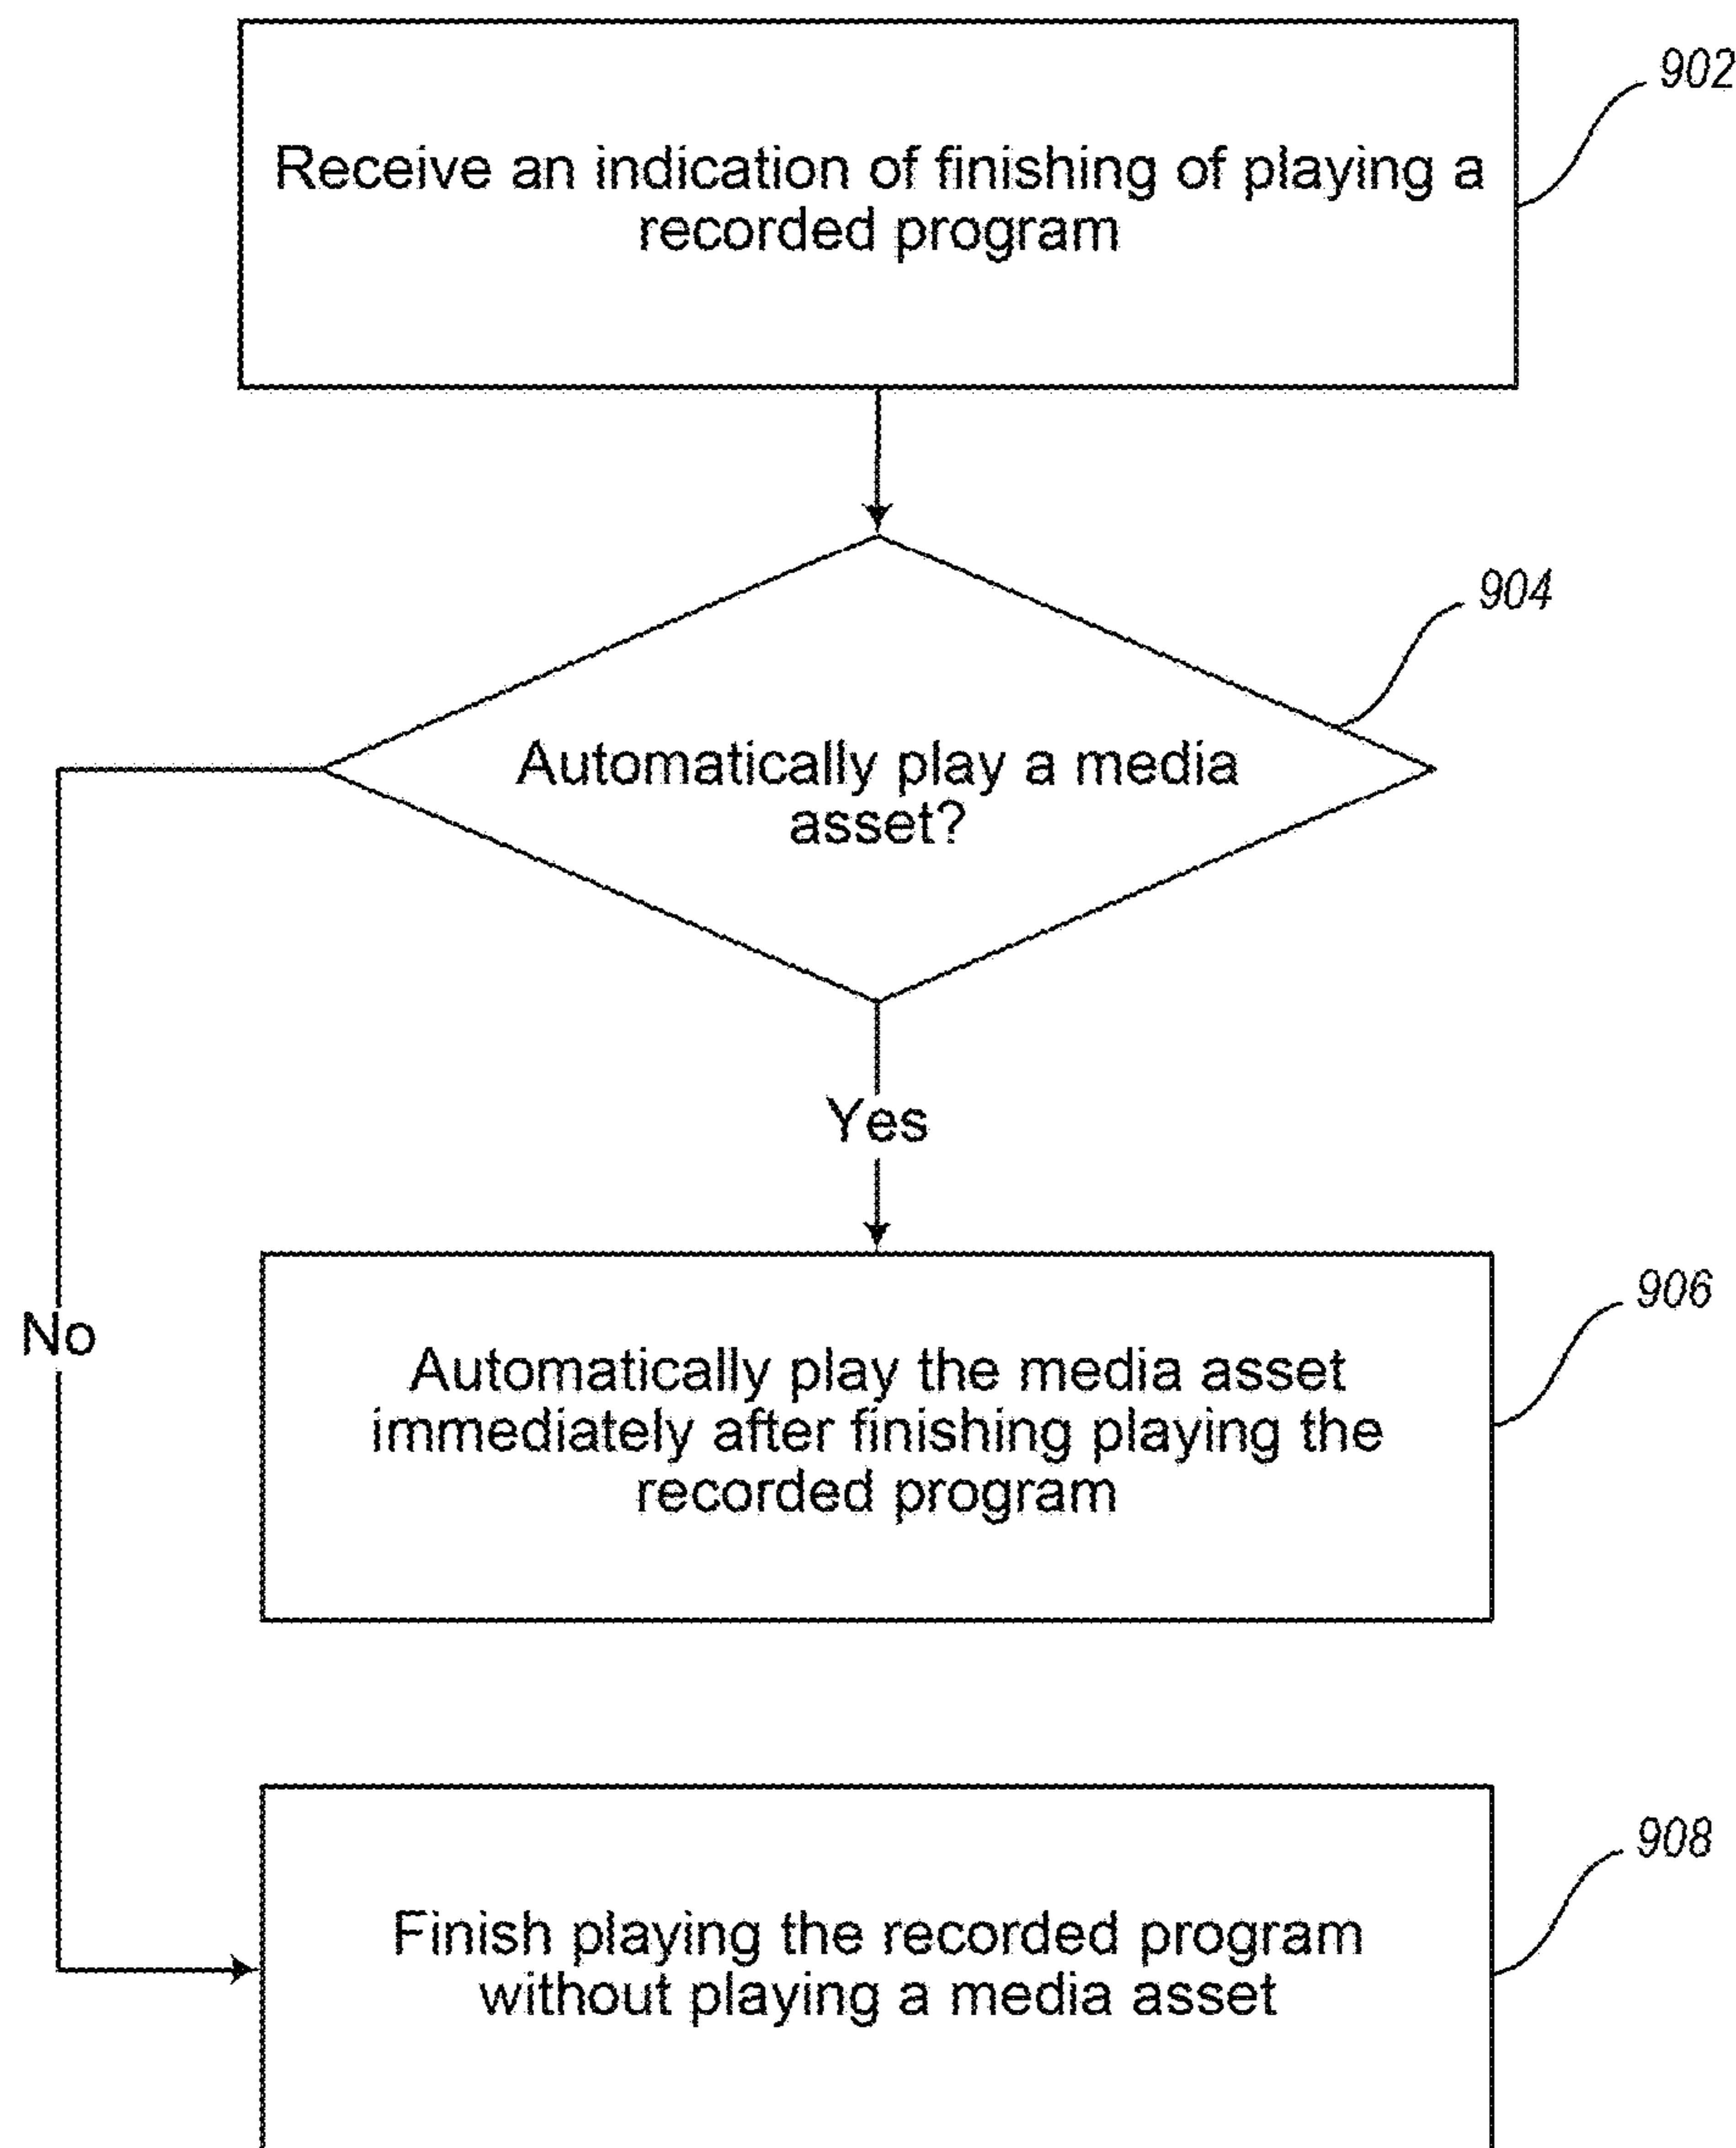 902
Receive an indication of finishing of playing a
recorded program
904
Automatically play a media
asset?
Yes
No
906
Automatically play the media asset
immediately after finishing playing the
recorded program
908
Finish playing the recorded program
without playing a media asset